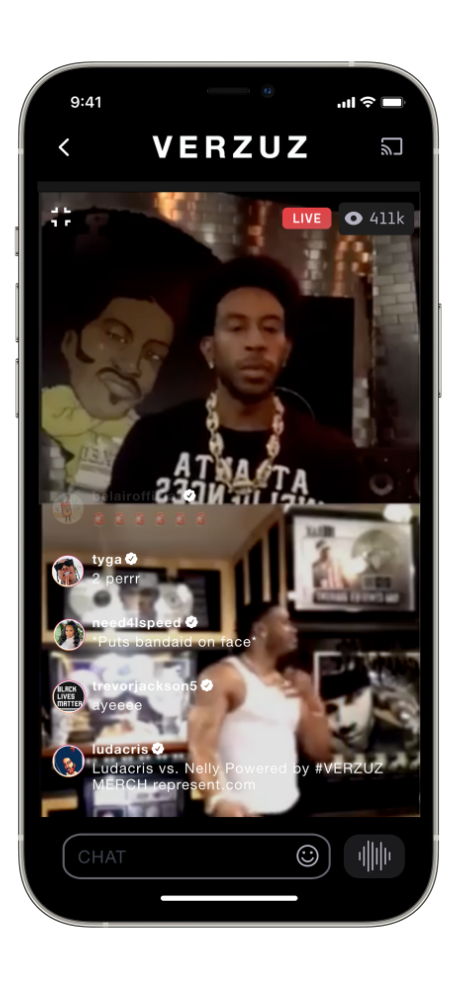 9:41
VERZUZ
LIVE
411k
ATLANTA
belairoffi...
tyga
2 perrr
need4lspeed
*Puts bandaid on face*
trevorjackson5
BLACK
LIVES
MATTER
ayeeee
ludacris
Ludacris vs. Nelly Powered by #VERZUZ
MERCH represent.com
CHAT